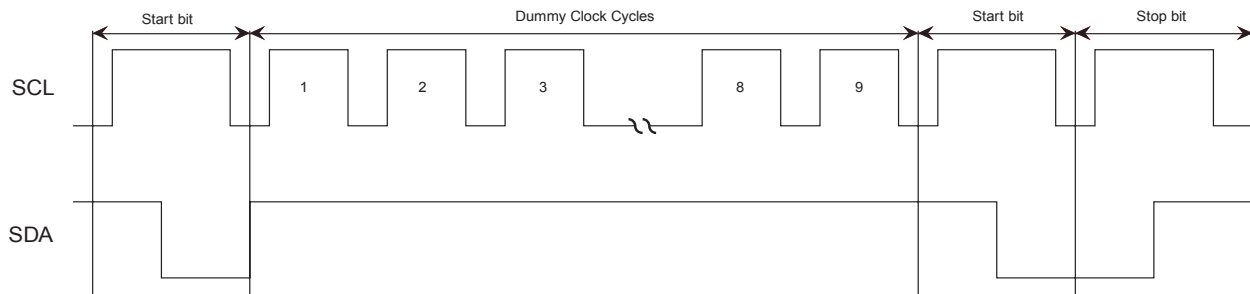 Start bit
Dummy Clock Cycles
Start bit
Stop bit
SCL
1
2
3
8
9
SDA